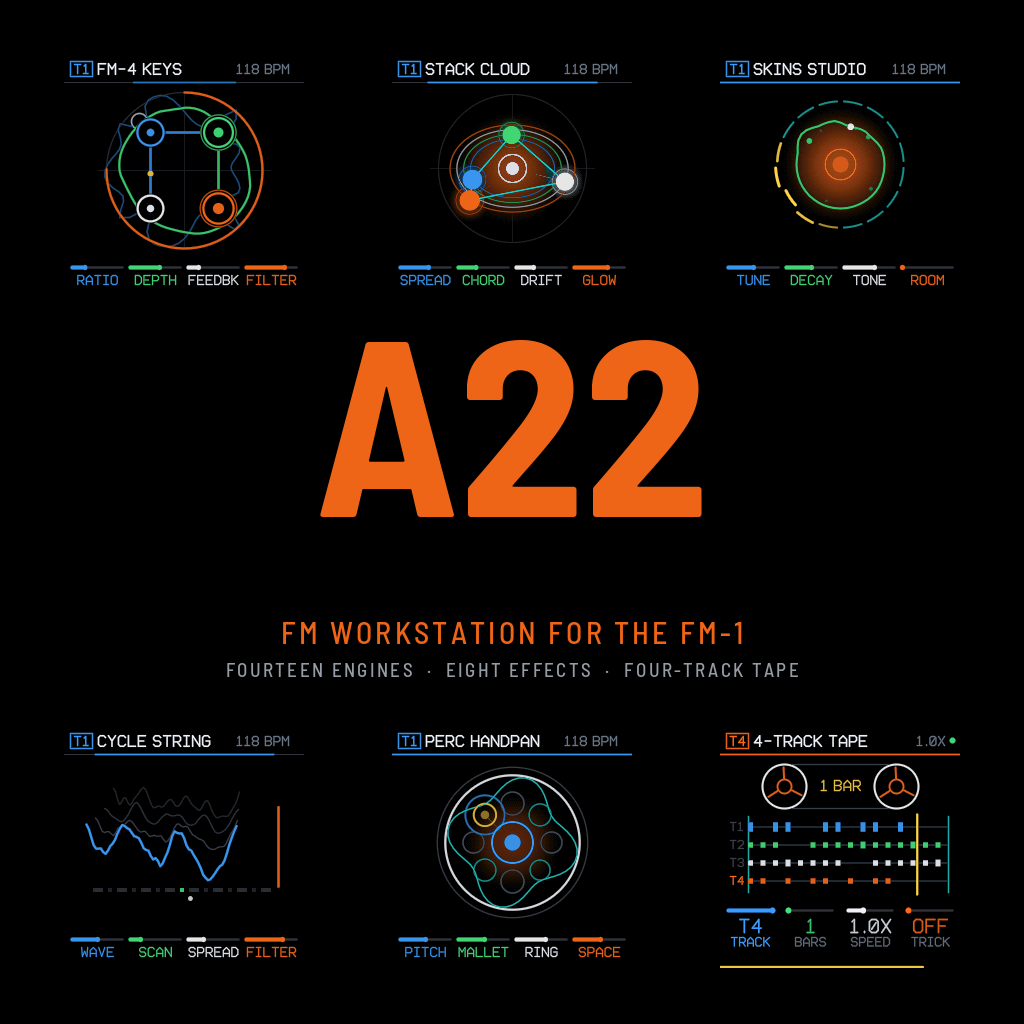 T1 FM-4 KEYS 118 BPM
T1 STACK CLOUD 118 BPM
T1 SKINS STUDIO 118 BPM
RATIO DEPTH FEEDBK FILTER
SPREAD CHORD DRIFT GLOW
TUNE DECAY TONE ROOM
A22
FM WORKSTATION FOR THE FM-1
FOURTEEN ENGINES · EIGHT EFFECTS · FOUR-TRACK TAPE
T1 CYCLE STRING 118 BPM
WAVE SCAN SPREAD FILTER
T1 PERC HANDPAN 118 BPM
PITCH MALLET RING SPACE
T4 4-TRACK TAPE 1.0X
1 BAR
T1
T2
T3
T4
T4 1 1.0X OFF
TRACK BARS SPEED TRICK